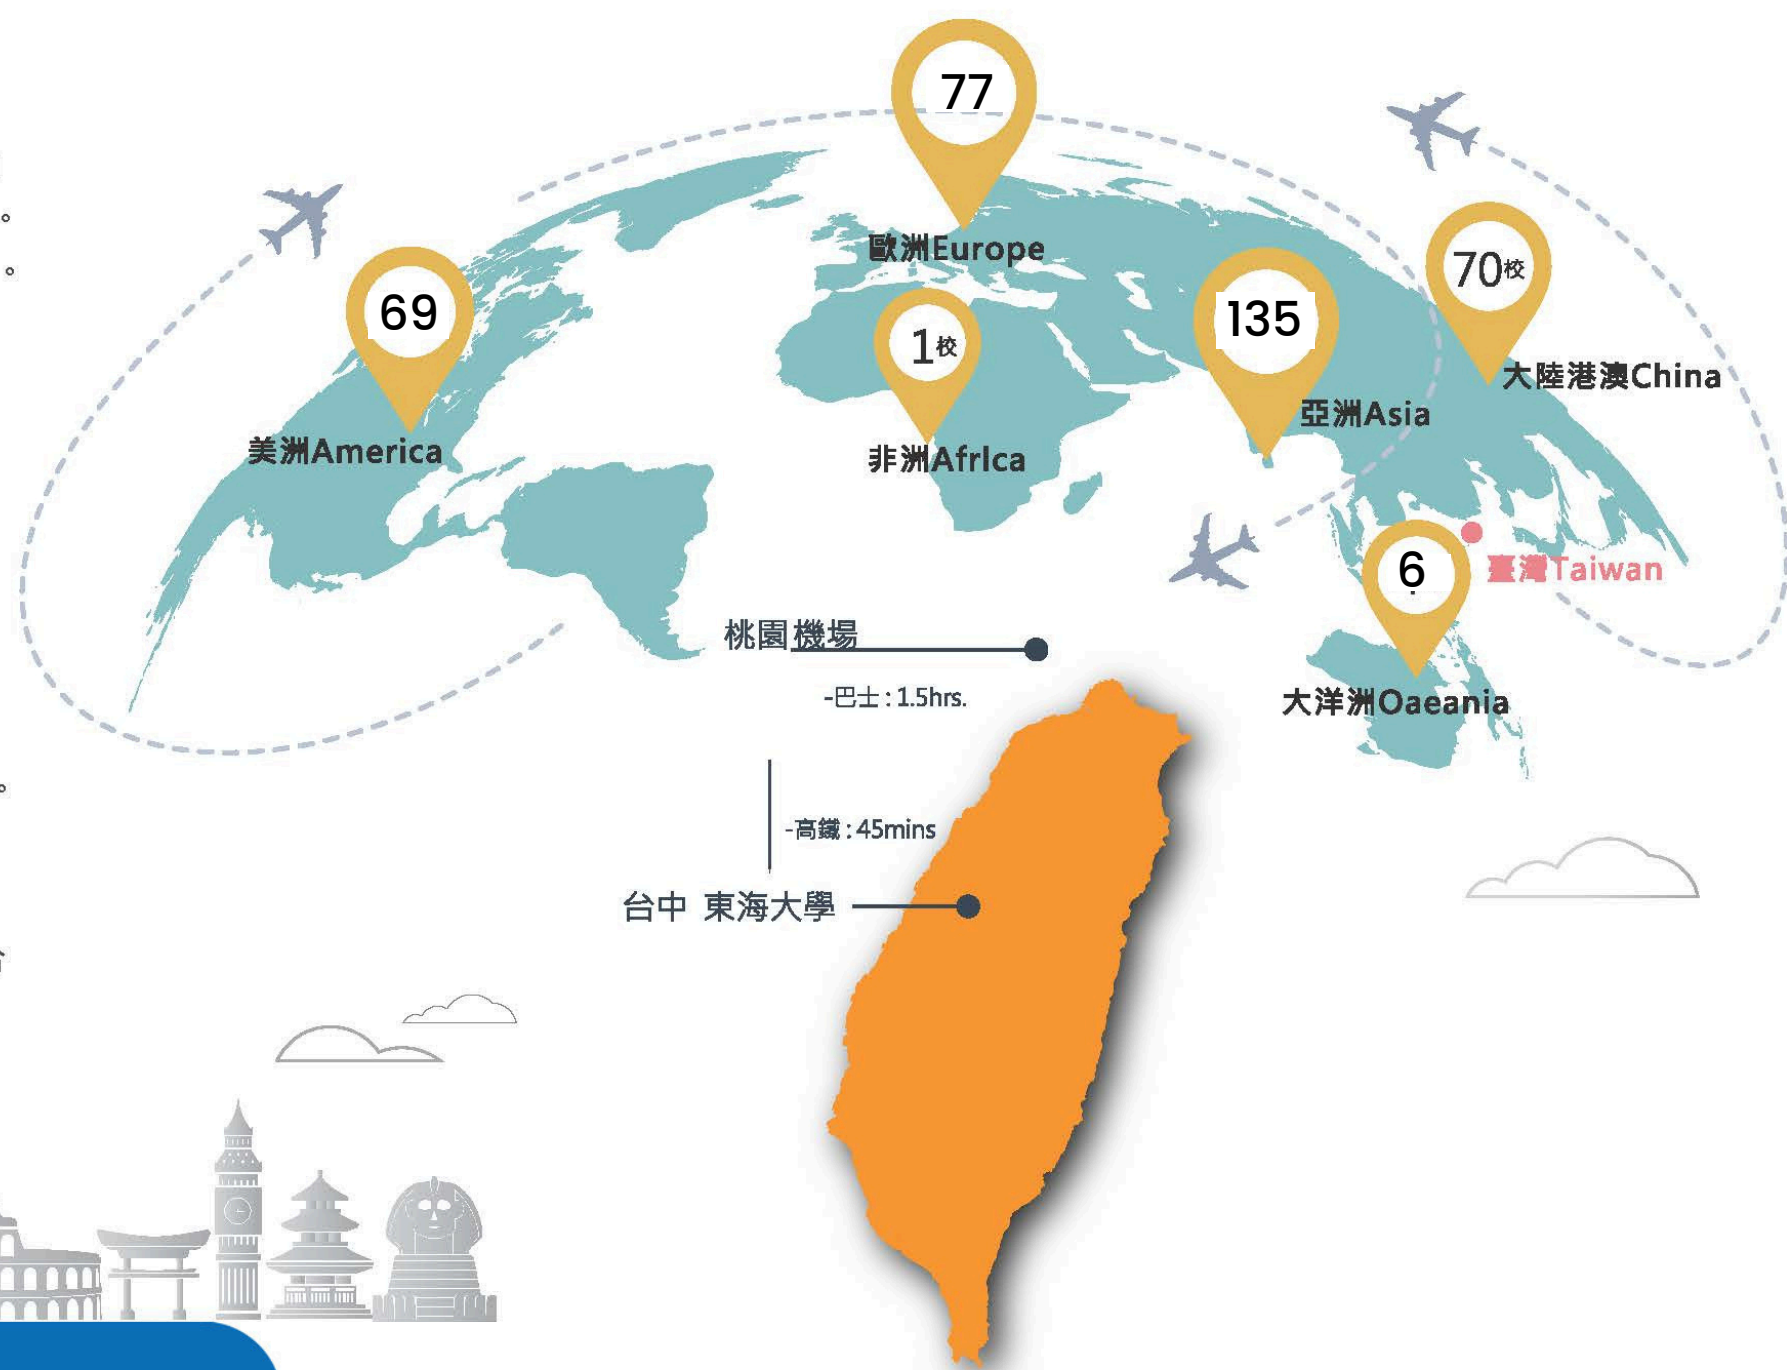 77
69
1校
135
70校
歐洲Europe
大陸港澳China
亞洲Asia
美洲America
非洲AfrIca
6
臺灣Taiwan
桃園機場
-巴士:1.5hrs.
大洋洲Oaeania
-高鐵:45mins
台中 東海大學